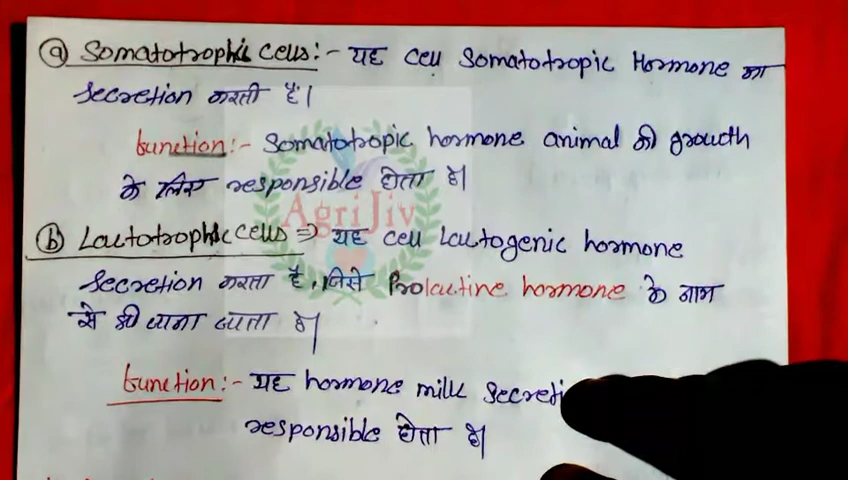 (a) Somatotrophic cells:- यह cell Somatotropic Hormone का
Secretion करती है।
function:- Somatotropic hormone animal की growth
के लिए responsible होता है।
AgriJiv
(b) Lactotrophic cells ⇒ यह cell Lactogenic hormone
Secretion करता है, जिसे Prolactine hormone के नाम
से भी जाना जाता है।
function:- यह hormone milk Secreti
responsible होता है।